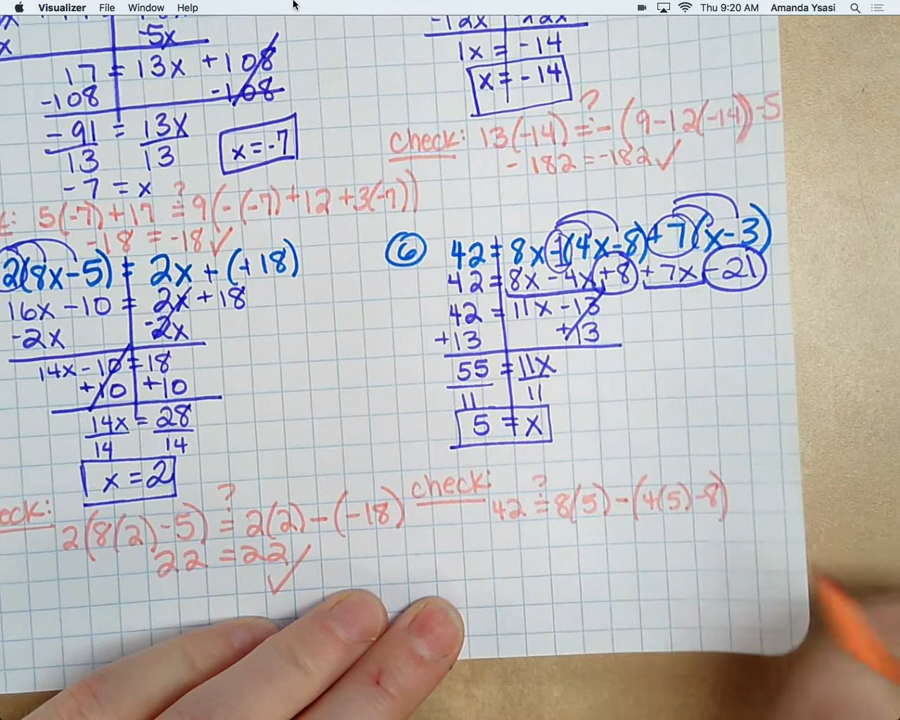 Visualizer File Window Help Thu 9:20 AM Amanda Ysasi
-5x
17 = 13x + 108
-108 -108
-91 = 13x
13 13
x = -7
-7 = x
5(-7)+17 ?= 9(-(-7)+12+3(-7))
-18 = -18 ✓
2(8x-5) = 2x + (+18)
16x - 10 = 2x + 18
-2x -2x
14x - 10 = 18
+10 +10
14x = 28
14 14
x = 2
eck: 2(8(2)-5) ?= 2(2) - (-18)
22 = 22 ✓
-12x
1x = -14
x = -14
check: 13(-14) ?= -(9-12(-14))-5
-182 = -182 ✓
6 42 = 8x - 1(4x-8) + 7(x-3)
42 = 8x - 4x + 8 + 7x - 21
42 = 11x - 13
+13 +13
55 = 11x
11 11
5 = x
check: 42 ?= 8(5) - (4(5)-8)